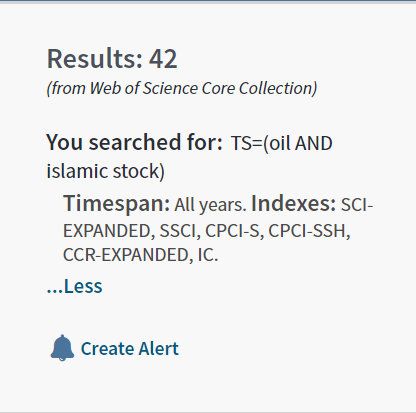 Results: 42
(from Web of Science Core Collection)
You searched for: TS=(oil AND
islamic stock)
Timespan: All years. Indexes: SCI-
EXPANDED, SSCI, CPCI-S, CPCI-SSH,
CCR-EXPANDED, IC.
...Less
Create Alert